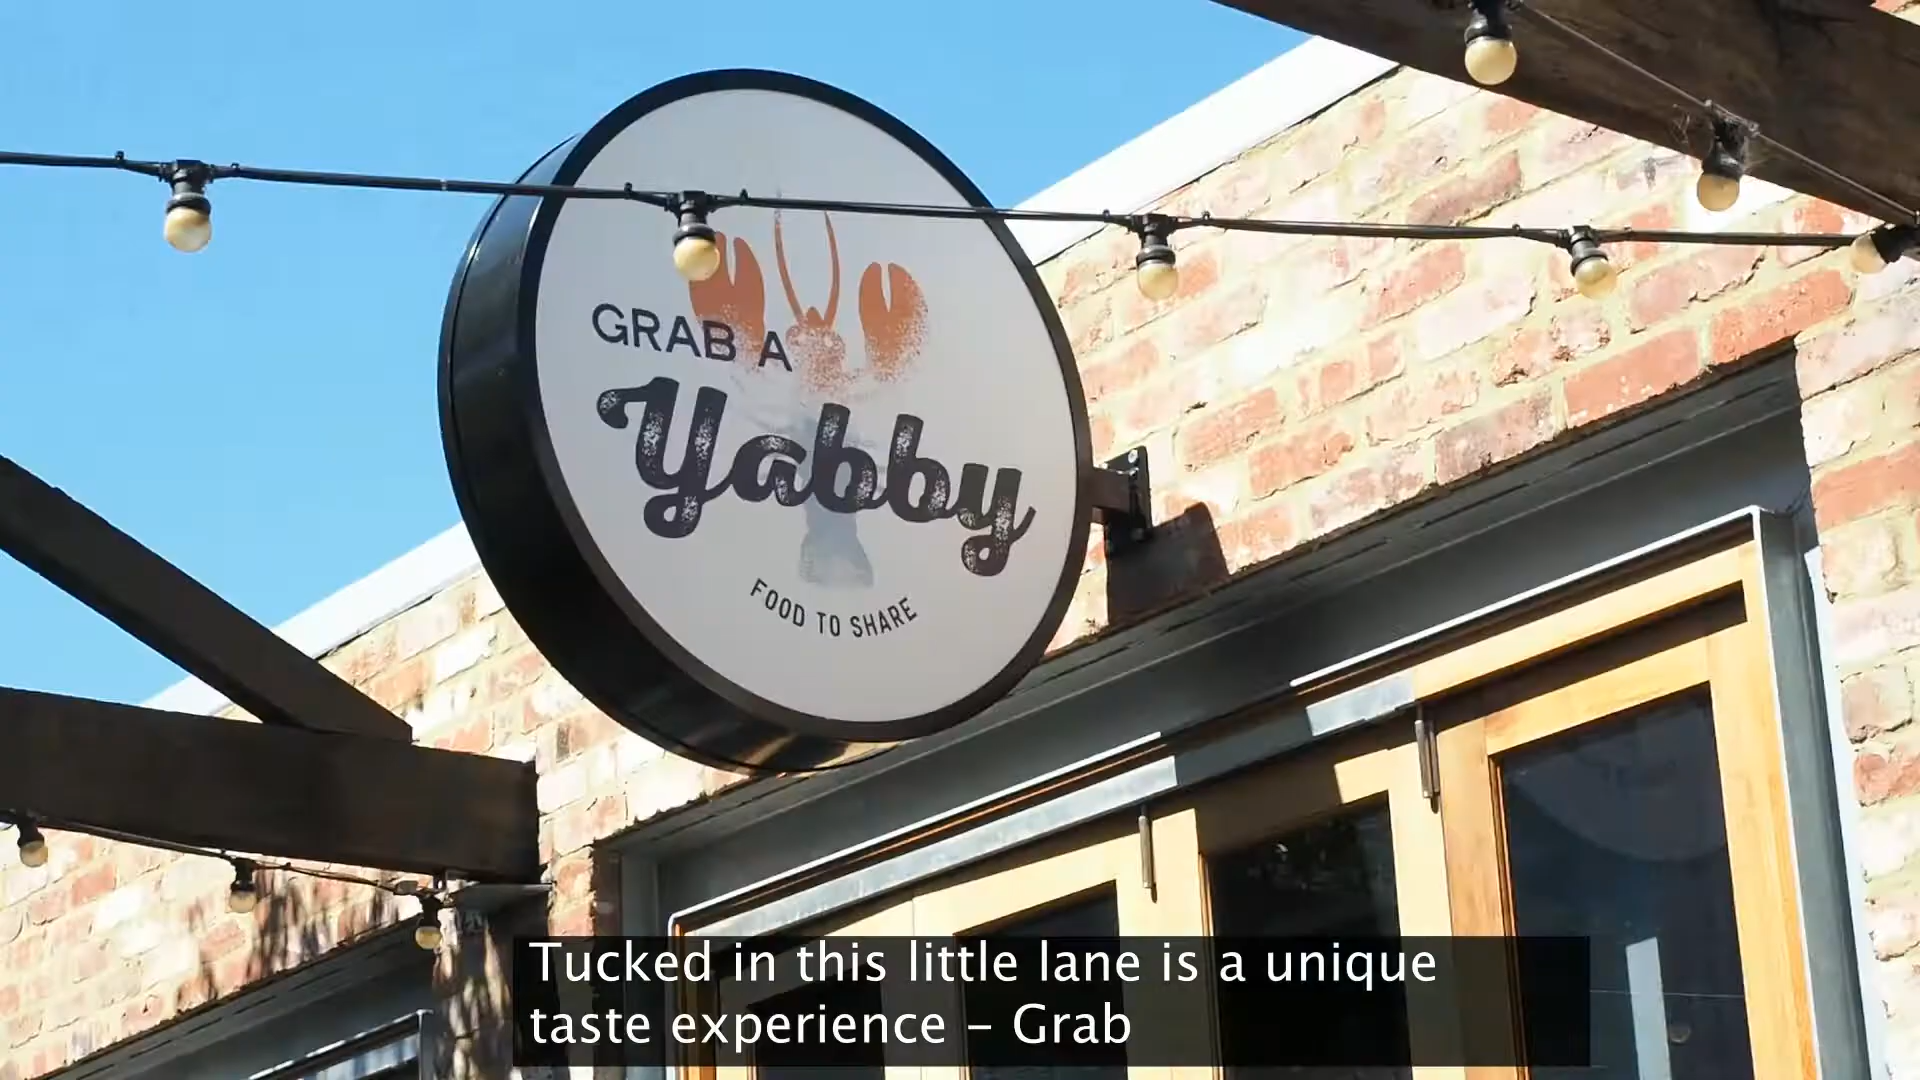 GRAB A
Yabby
FOOD TO SHARE
Tucked in this little lane is a unique
taste experience – Grab